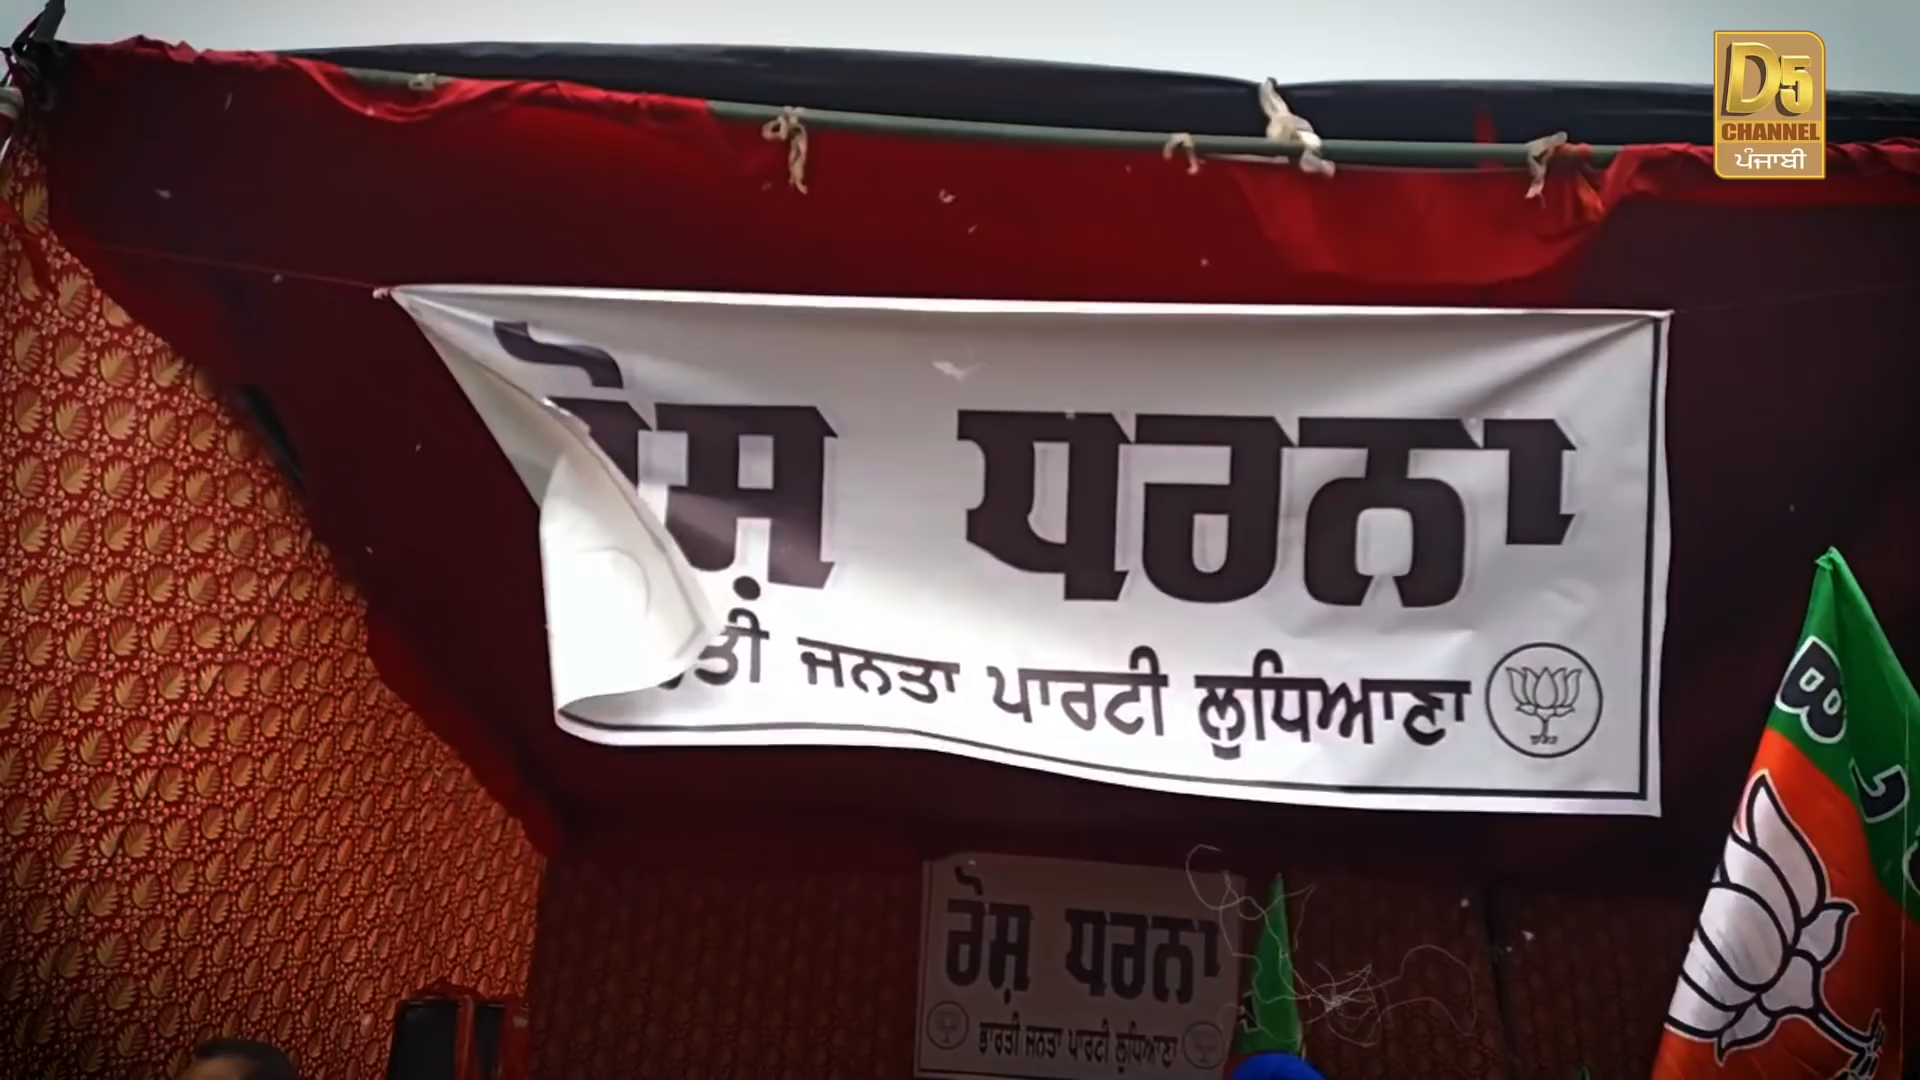 D5
CHANNEL
ਪੰਜਾਬੀ
ਰੋਸ਼ ਧਰਨਾ
ਜਨਤਾ ਪਾਰਟੀ ਲੁਧਿਆਣਾ
B J
ਰੋਸ਼ ਧਰਨਾ
ਭਾਰਤੀ ਜਨਤਾ ਪਾਰਟੀ ਲੁਧਿਆਣਾ